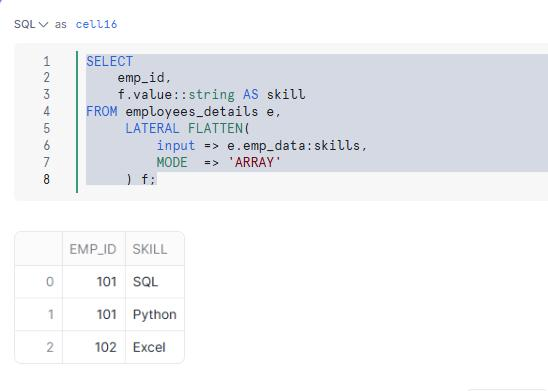 SQL as cell16
1 SELECT
2 emp_id,
3 f.value::string AS skill
4 FROM employees_details e,
5 LATERAL FLATTEN(
6 input => e.emp_data:skills,
7 MODE => 'ARRAY'
8 ) f;
EMP_ID SKILL
0 101 SQL
1 101 Python
2 102 Excel